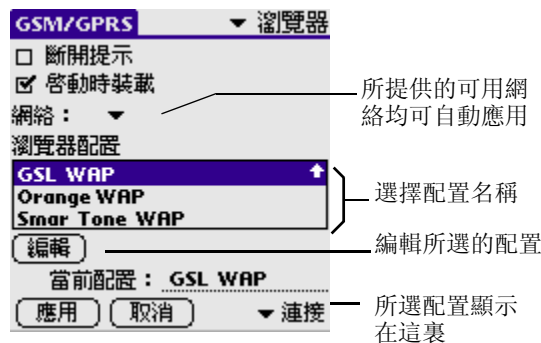 GSM/GPRS
瀏覽器
斷開提示
啓動時裝載
網絡：
所提供的可用網
絡均可自動應用
瀏覽器配置
GSL WAP
Orange WAP
Smar Tone WAP
選擇配置名稱
編輯
編輯所選的配置
當前配置： GSL WAP
應用
取消
連接
所選配置顯示
在這裏